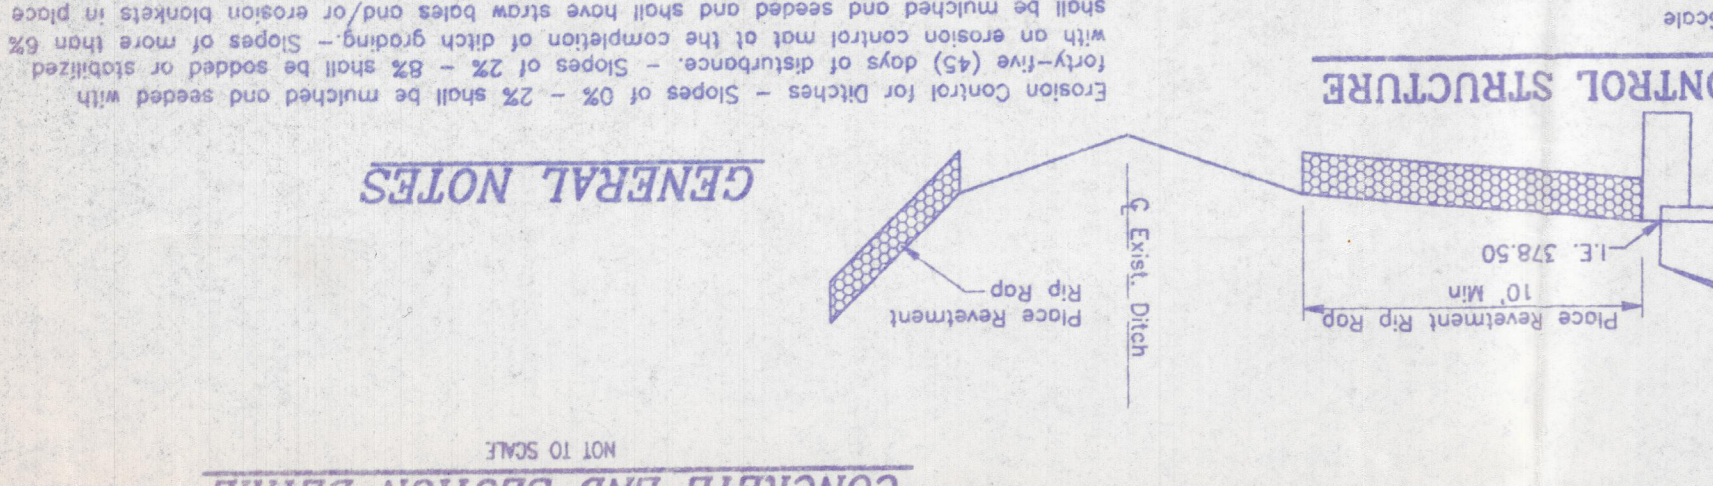 CONCRETE END SECTION DETAIL
NOT TO SCALE
Place Revetment Rip Rap
10' Min
I.E. 378.50
℄ Exist. Ditch
Place Revetment
Rip Rap
ONTROL STRUCTURE
Scale
GENERAL NOTES
Erosion Control for Ditches – Slopes of 0% – 2% shall be mulched and seeded with
forty–five (45) days of disturbance. – Slopes of 2% – 8% shall be sodded or stabilized
with an erosion control mat at the completion of ditch grading.– Slopes of more than 6%
shall be mulched and seeded and shall have straw bales and/or erosion blankets in place